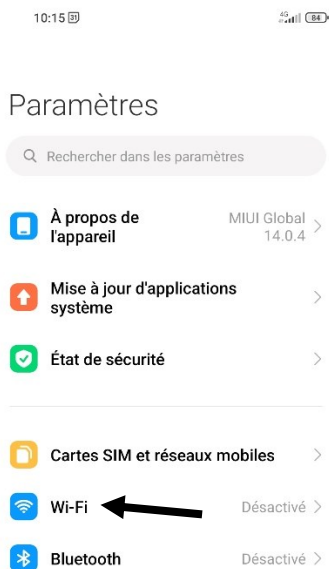 10:15 31 4G 84
Paramètres
Rechercher dans les paramètres
À propos de MIUI Global
l'appareil 14.0.4
Mise à jour d'applications
système
État de sécurité
Cartes SIM et réseaux mobiles
Wi-Fi Désactivé
Bluetooth Désactivé